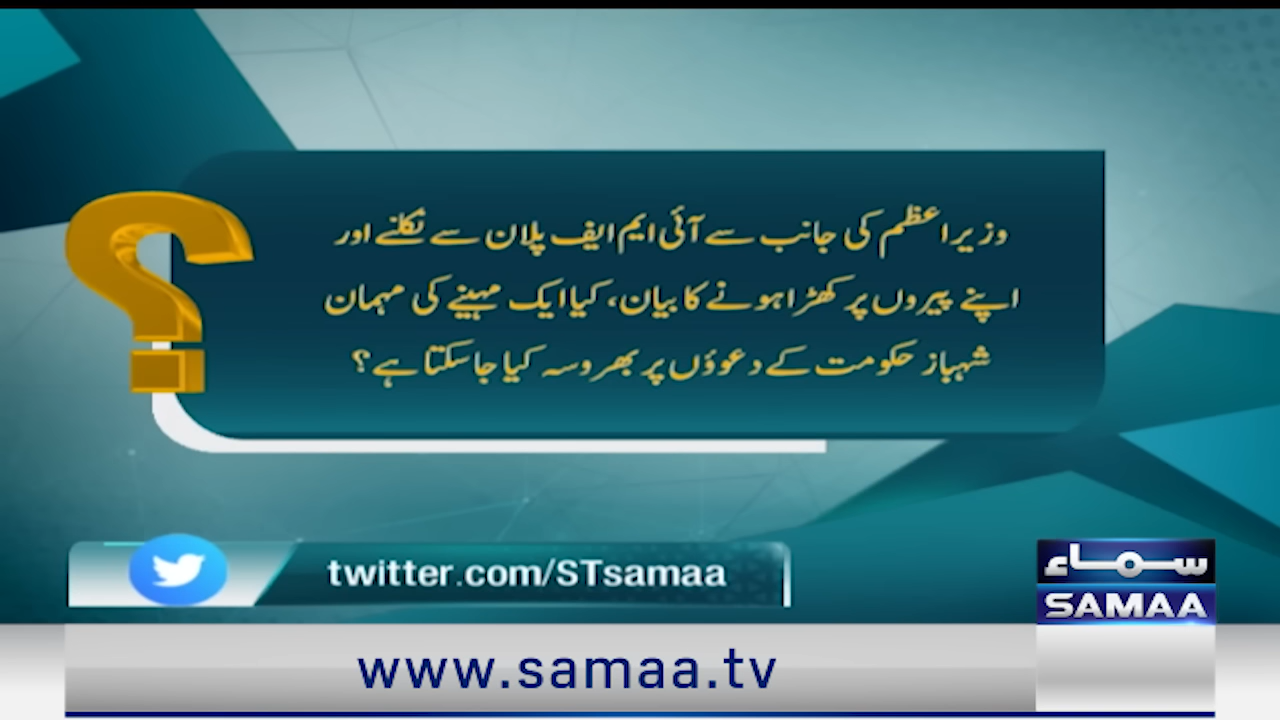 وزیراعظم کی جانب سے آئی ایم ایف پلان سے نکلنے اور
اپنے پیروں پر کھڑا ہونے کا بیان، کیا ایک مہینے کی مہمان
شہباز حکومت کے دعوؤں پر بھروسہ کیا جا سکتا ہے؟
twitter.com/STsamaa
سماء
SAMAA
www.samaa.tv